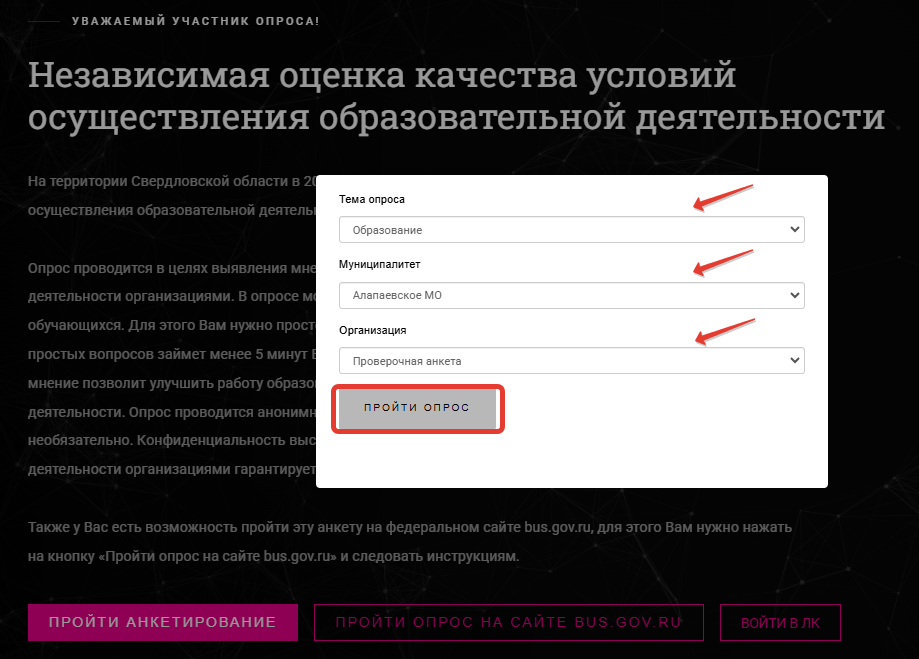 УВАЖАЕМЫЙ УЧАСТНИК ОПРОСА!
Независимая оценка качества условий
осуществления образовательной деятельности
На территории Свердловской области в 20
осуществления образовательной деятель
Тема опроса
Образование
Муниципалитет
Алапаевское МО
Организация
Проверочная анкета
ПРОЙТИ ОПРОС
Опрос проводится в целях выявления мне
деятельности организациями. В опросе мо
обучающихся. Для этого Вам нужно прост
простых вопросов займет менее 5 минут В
мнение позволит улучшить работу образо
деятельности. Опрос проводится анонимн
необязательно. Конфиденциальность выс
деятельности организациями гарантирует
Также у Вас есть возможность пройти эту анкету на федеральном сайте bus.gov.ru, для этого Вам нужно нажать
на кнопку «Пройти опрос на сайте bus.gov.ru» и следовать инструкциям.
ПРОЙТИ АНКЕТИРОВАНИЕ
ПРОЙТИ ОПРОС НА САЙТЕ BUS.GOV.RU
ВОЙТИ В ЛК